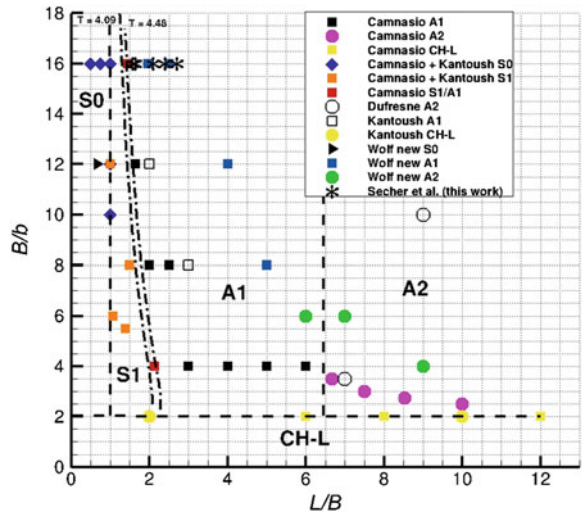 T = 4.09
T = 4.48
18
16
14
12
10
8
6
4
2
0
B/b
0
2
4
6
8
10
12
L/B
S0
S1
A1
A2
CH-L
Camnasio A1
Camnasio A2
Camnasio CH-L
Camnasio + Kantoush S0
Camnasio + Kantoush S1
Camnasio S1/A1
Dufresne A2
Kantoush A1
Kantoush CH-L
Wolf new S0
Wolf new A1
Wolf new A2
Secher et al. (this work)